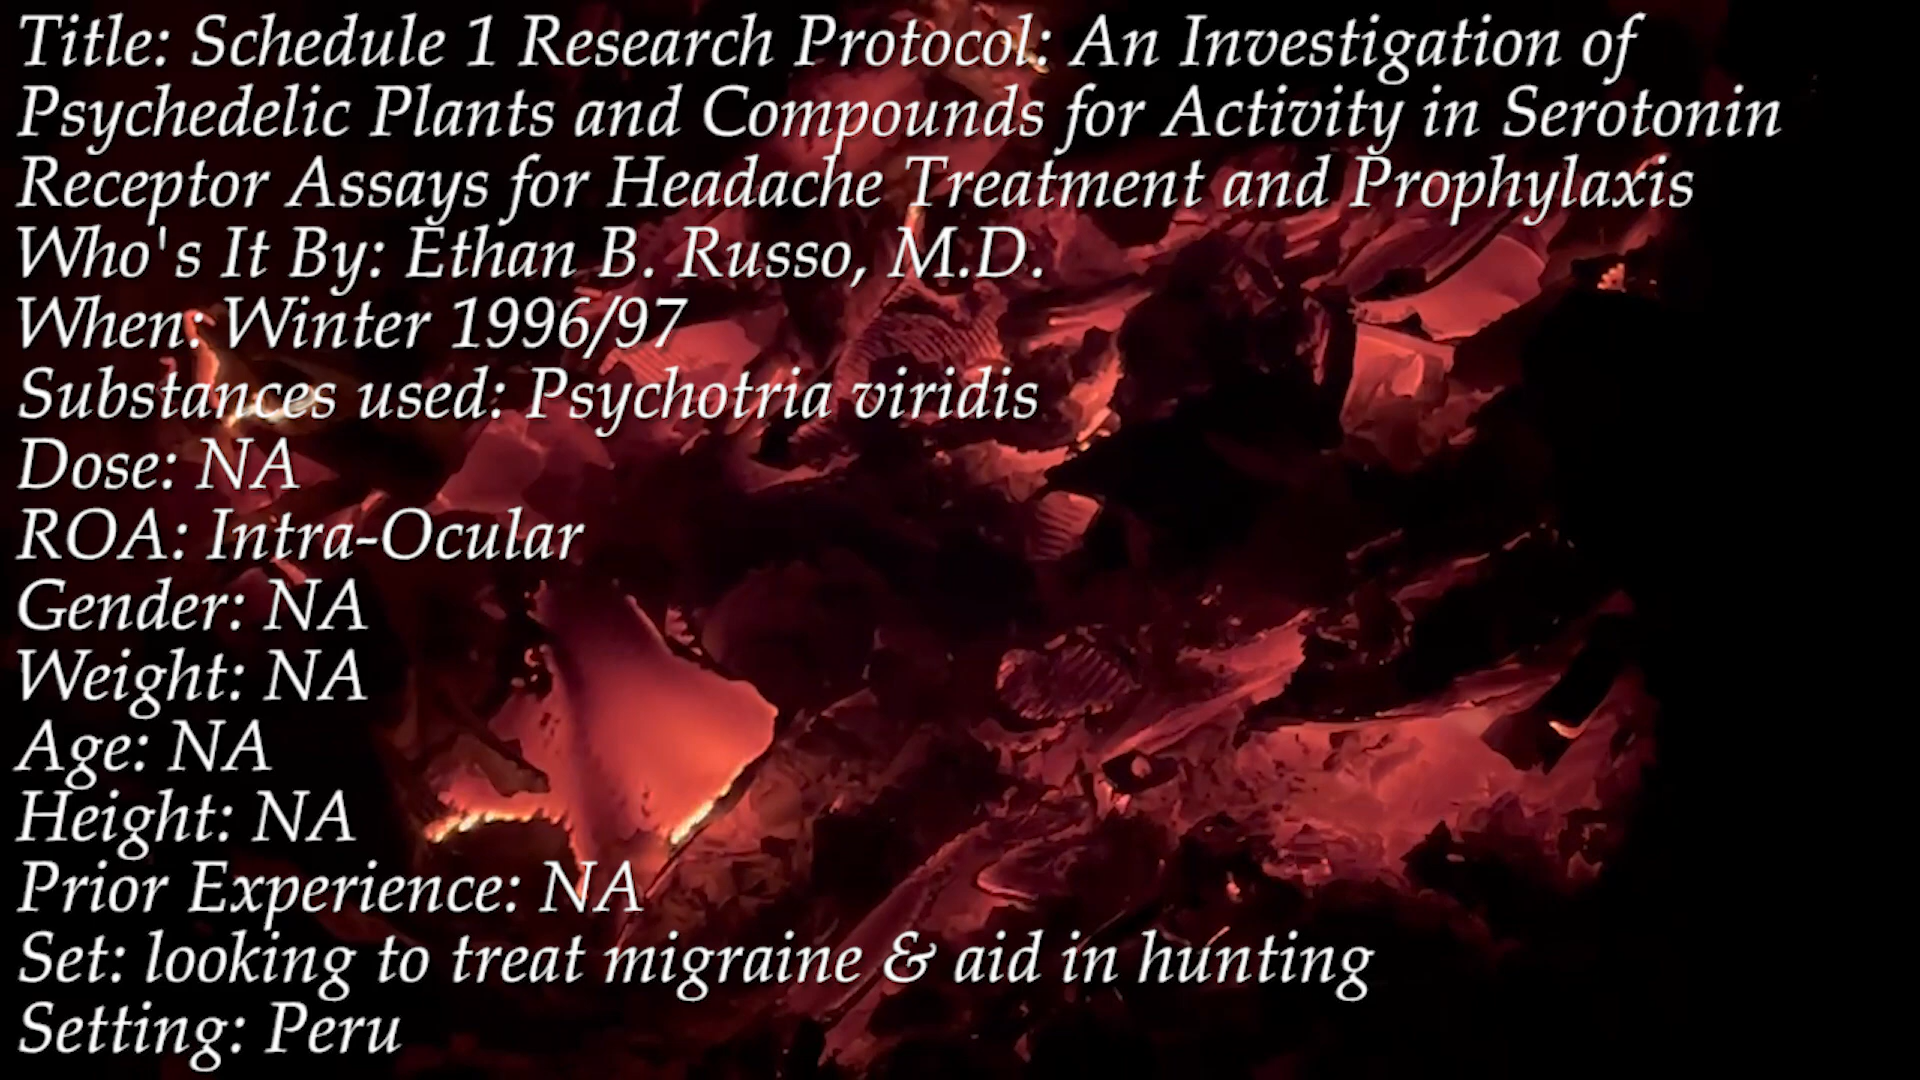 Title: Schedule 1 Research Protocol: An Investigation of
Psychedelic Plants and Compounds for Activity in Serotonin
Receptor Assays for Headache Treatment and Prophylaxis
Who's It By: Ethan B. Russo, M.D.
When: Winter 1996/97
Substances used: Psychotria viridis
Dose: NA
ROA: Intra-Ocular
Gender: NA
Weight: NA
Age: NA
Height: NA
Prior Experience: NA
Set: looking to treat migraine & aid in hunting
Setting: Peru